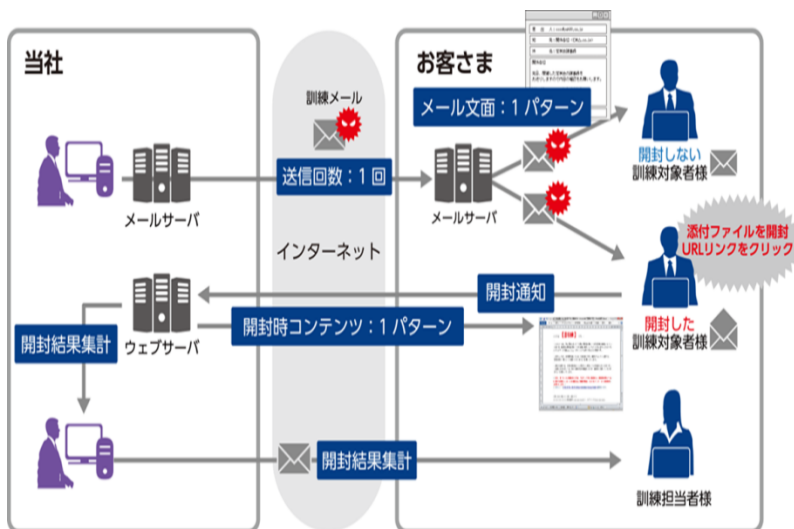 当社
お客さま
訓練メール
メール文面:1パターン
送信回数:1回
メールサーバ
メールサーバ
開封しない
訓練対象者様
添付ファイルを開封
URLリンクをクリック
インターネット
開封通知
開封時コンテンツ:1パターン
【訓練】
開封した
訓練対象者様
開封結果集計
ウェブサーバ
開封結果集計
訓練担当者様